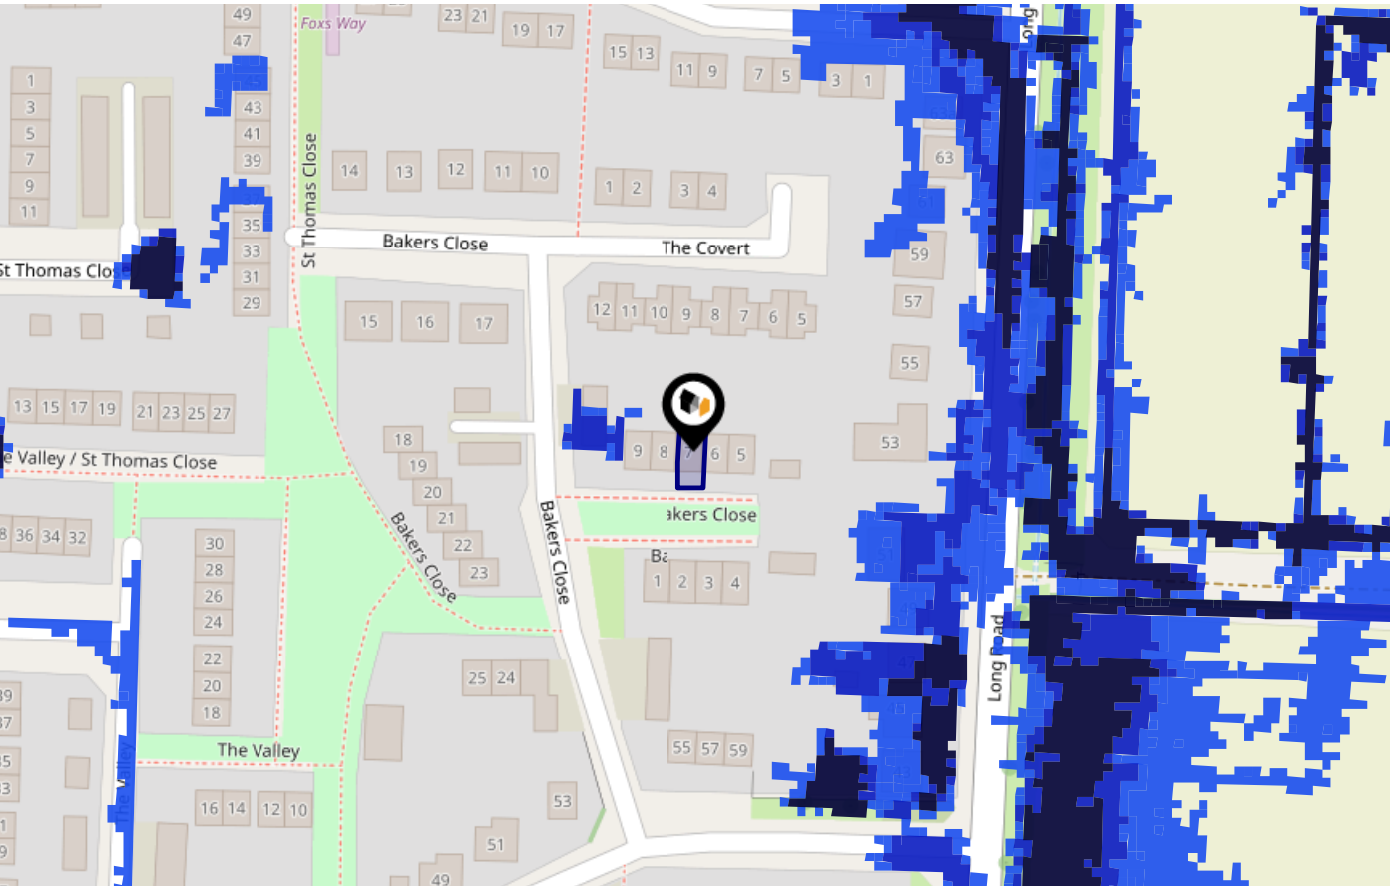 49
47
Foxs Way
23 21
19 17
15 13
11 9
7 5
3 1
1
3
5
7
9
11
43
41
39
35
33
31
29
St Thomas Close
14
13
12
11 10
1 2
3 4
63
59
57
55
53
Bakers Close
The Covert
St Thomas Clos
15 16 17
12 11 10 9 8 7 6 5
13 15 17 19
21 23 25 27
e Valley / St Thomas Close
18
19
20
21
22
23
9 8 7 6 5
akers Close
Bakers Close
Bakers Close
Ba
1 2 3 4
8 36 34 32
30
28
26
24
22
20
18
25 24
Long Road
39
37
35
33
The Valley
The Valley
55 57 59
16 14
12 10
53
51
49